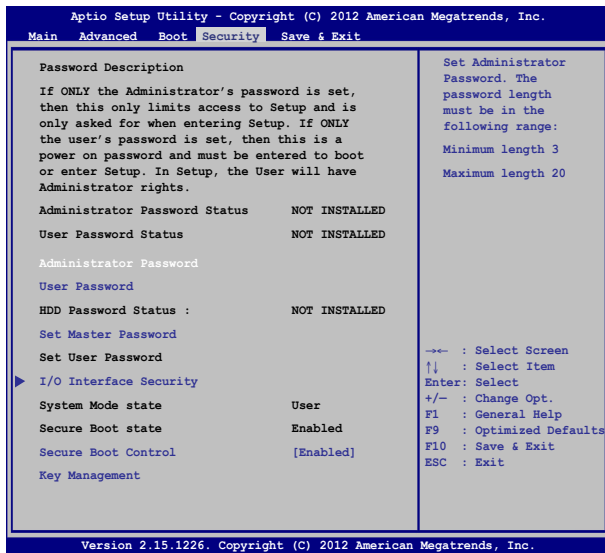 Aptio Setup Utility - Copyright (C) 2012 American Megatrends, Inc.
Main Advanced Boot Security Save & Exit
Password Description
If ONLY the Administrator's password is set,
then this only limits access to Setup and is
only asked for when entering Setup. If ONLY
the user's password is set, then this is a
power on password and must be entered to boot
or enter Setup. In Setup, the User will have
Administrator rights.
Administrator Password Status NOT INSTALLED
User Password Status NOT INSTALLED
Administrator Password
User Password
HDD Password Status : NOT INSTALLED
Set Master Password
Set User Password
I/O Interface Security
System Mode state User
Secure Boot state Enabled
Secure Boot Control [Enabled]
Key Management
Set Administrator
Password. The
password length
must be in the
following range:
Minimum length 3
Maximum length 20
→← : Select Screen
↑↓ : Select Item
Enter: Select
+/— : Change Opt.
F1 : General Help
F9 : Optimized Defaults
F10 : Save & Exit
ESC : Exit
Version 2.15.1226. Copyright (C) 2012 American Megatrends, Inc.